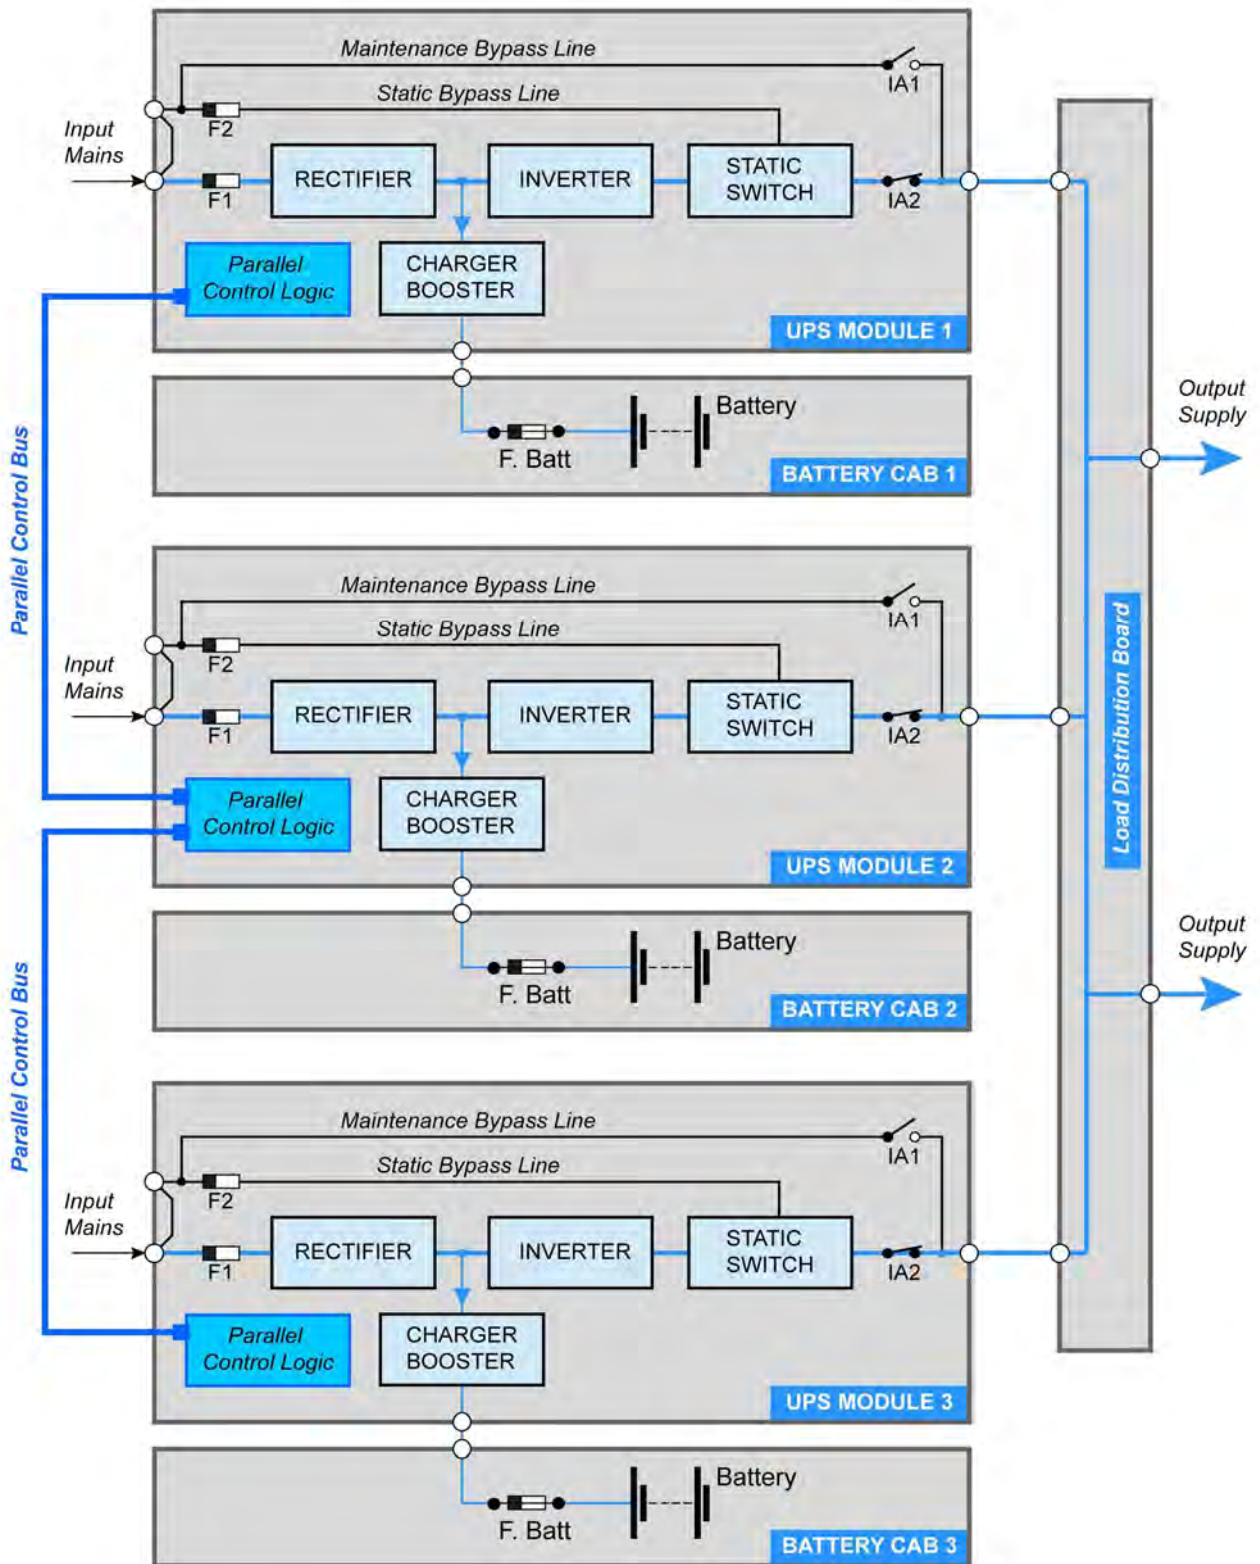 Maintenance Bypass Line
IA1
Static Bypass Line
F2
Input
Mains
F1
RECTIFIER
INVERTER
STATIC
SWITCH
IA2
Parallel
Control Logic
CHARGER
BOOSTER
UPS MODULE 1
Battery
F. Batt
BATTERY CAB 1
Output
Supply
Parallel Control Bus
Maintenance Bypass Line
IA1
Static Bypass Line
F2
Input
Mains
F1
RECTIFIER
INVERTER
STATIC
SWITCH
IA2
Load Distribution Board
Parallel
Control Logic
CHARGER
BOOSTER
UPS MODULE 2
Battery
F. Batt
BATTERY CAB 2
Output
Supply
Parallel Control Bus
Maintenance Bypass Line
IA1
Static Bypass Line
F2
Input
Mains
F1
RECTIFIER
INVERTER
STATIC
SWITCH
IA2
Parallel
Control Logic
CHARGER
BOOSTER
UPS MODULE 3
Battery
F. Batt
BATTERY CAB 3